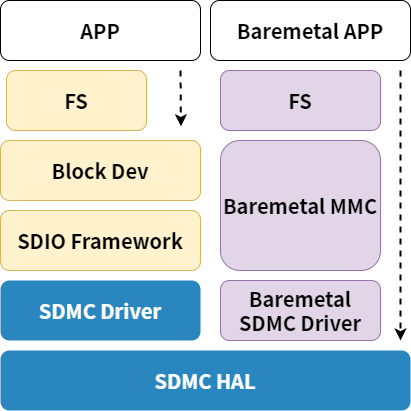 APP
Baremetal APP
FS
FS
Block Dev
Baremetal MMC
SDIO Framework
SDMC Driver
Baremetal
SDMC Driver
SDMC HAL